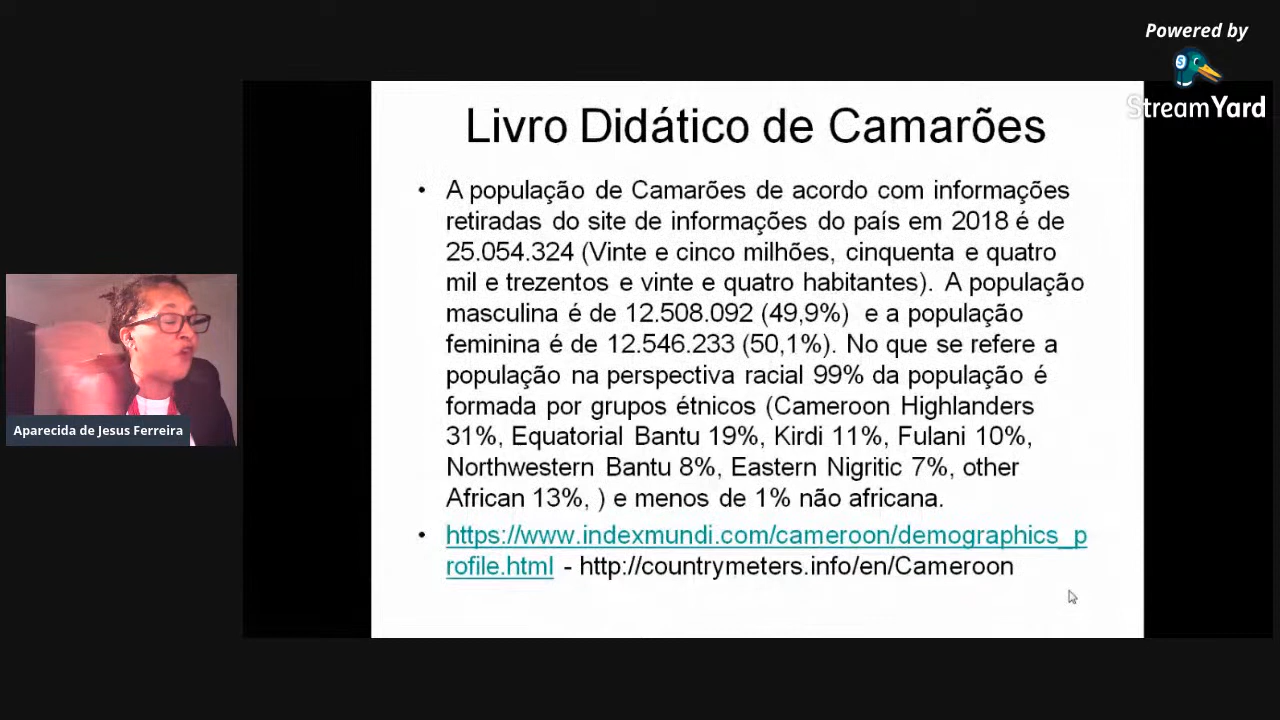 Powered by
StreamYard
Livro Didático de Camarões
• A população de Camarões de acordo com informações
retiradas do site de informações do país em 2018 é de
25.054.324 (Vinte e cinco milhões, cinquenta e quatro
mil e trezentos e vinte e quatro habitantes). A população
masculina é de 12.508.092 (49,9%) e a população
feminina é de 12.546.233 (50,1%). No que se refere a
população na perspectiva racial 99% da população é
formada por grupos étnicos (Cameroon Highlanders
31%, Equatorial Bantu 19%, Kirdi 11%, Fulani 10%,
Northwestern Bantu 8%, Eastern Nigritic 7%, other
African 13%, ) e menos de 1% não africana.
• https://www.indexmundi.com/cameroon/demographics_p
rofile.html - http://countrymeters.info/en/Cameroon
Aparecida de Jesus Ferreira